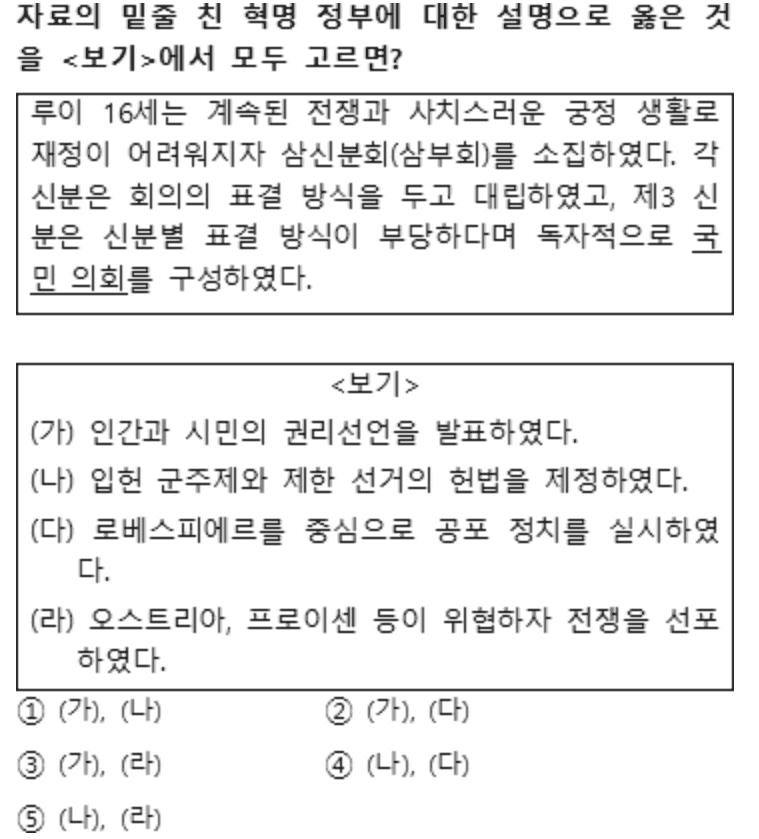 자료의 밑줄 친 혁명 정부에 대한 설명으로 옳은 것
을 <보기>에서 모두 고르면?
루이 16세는 계속된 전쟁과 사치스러운 궁정 생활로
재정이 어려워지자 삼신분회(삼부회)를 소집하였다. 각
신분은 회의의 표결 방식을 두고 대립하였고, 제3 신
분은 신분별 표결 방식이 부당하다며 독자적으로 국
민 의회를 구성하였다.
<보기>
(가) 인간과 시민의 권리선언을 발표하였다.
(나) 입헌 군주제와 제한 선거의 헌법을 제정하였다.
(다) 로베스피에르를 중심으로 공포 정치를 실시하였
다.
(라) 오스트리아, 프로이센 등이 위협하자 전쟁을 선포
하였다.
① (가), (나) ② (가), (다)
③ (가), (라) ④ (나), (다)
⑤ (나), (라)